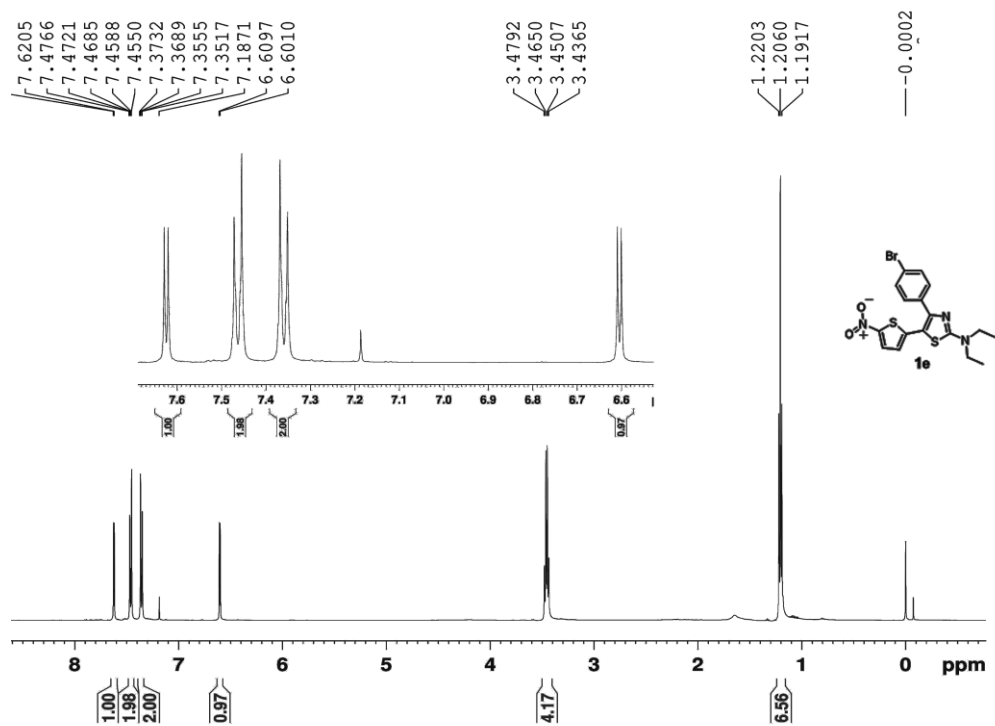 7.6205
7.4766
7.4721
7.4685
7.4588
7.4550
7.3732
7.3689
7.3555
7.3517
7.1871
6.6097
6.6010
3.4792
3.4650
3.4507
3.4365
1.2203
1.2060
1.1917
-0.0002
7.6 7.5 7.4 7.3 7.2 7.1 7.0 6.9 6.8 6.7 6.6
1.00 1.98 2.00 0.97
Br
O⁻
N⁺
O
S
N
S
N
1e
8 7 6 5 4 3 2 1 0 ppm
1.00 1.98 2.00 0.97 4.17 6.56